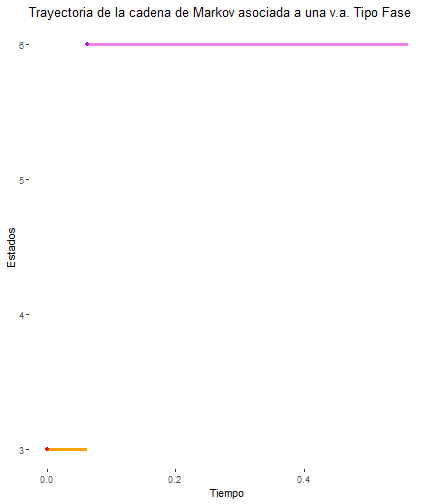 Trayectoria de la cadena de Markov asociada a una v.a. Tipo Fase
6
5
4
3
Estados
0.0
0.2
0.4
Tiempo